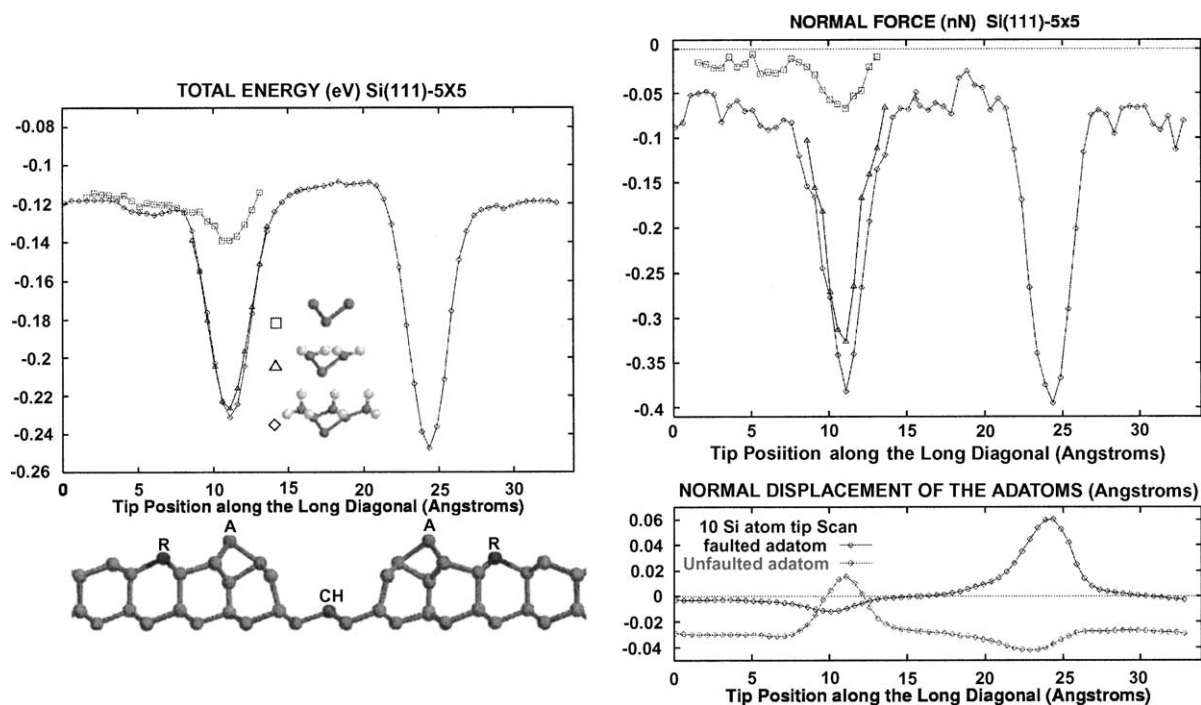 TOTAL ENERGY (eV) Si(111)-5X5
-0.08
-0.1
-0.12
-0.14
-0.16
-0.18
-0.2
-0.22
-0.24
-0.26
0 5 10 15 20 25 30
Tip Position along the Long Diagonal (Angstroms)
R A A R
CH
NORMAL FORCE (nN) Si(111)-5x5
0
-0.05
-0.1
-0.15
-0.2
-0.25
-0.3
-0.35
-0.4
0 5 10 15 20 25 30
Tip Posiition along the Long Diagonal (Angstroms)
NORMAL DISPLACEMENT OF THE ADATOMS (Angstroms)
0.06
0.04
0.02
0
-0.02
-0.04
10 Si atom tip Scan
faulted adatom
Unfaulted adatom
0 5 10 15 20 25 30
Tip Position along the Long Diagonal (Angstroms)